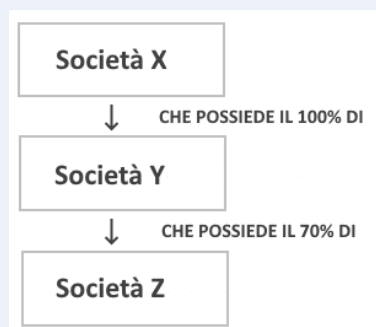 Società X
CHE POSSIEDE IL 100% DI
Società Y
CHE POSSIEDE IL 70% DI
Società Z